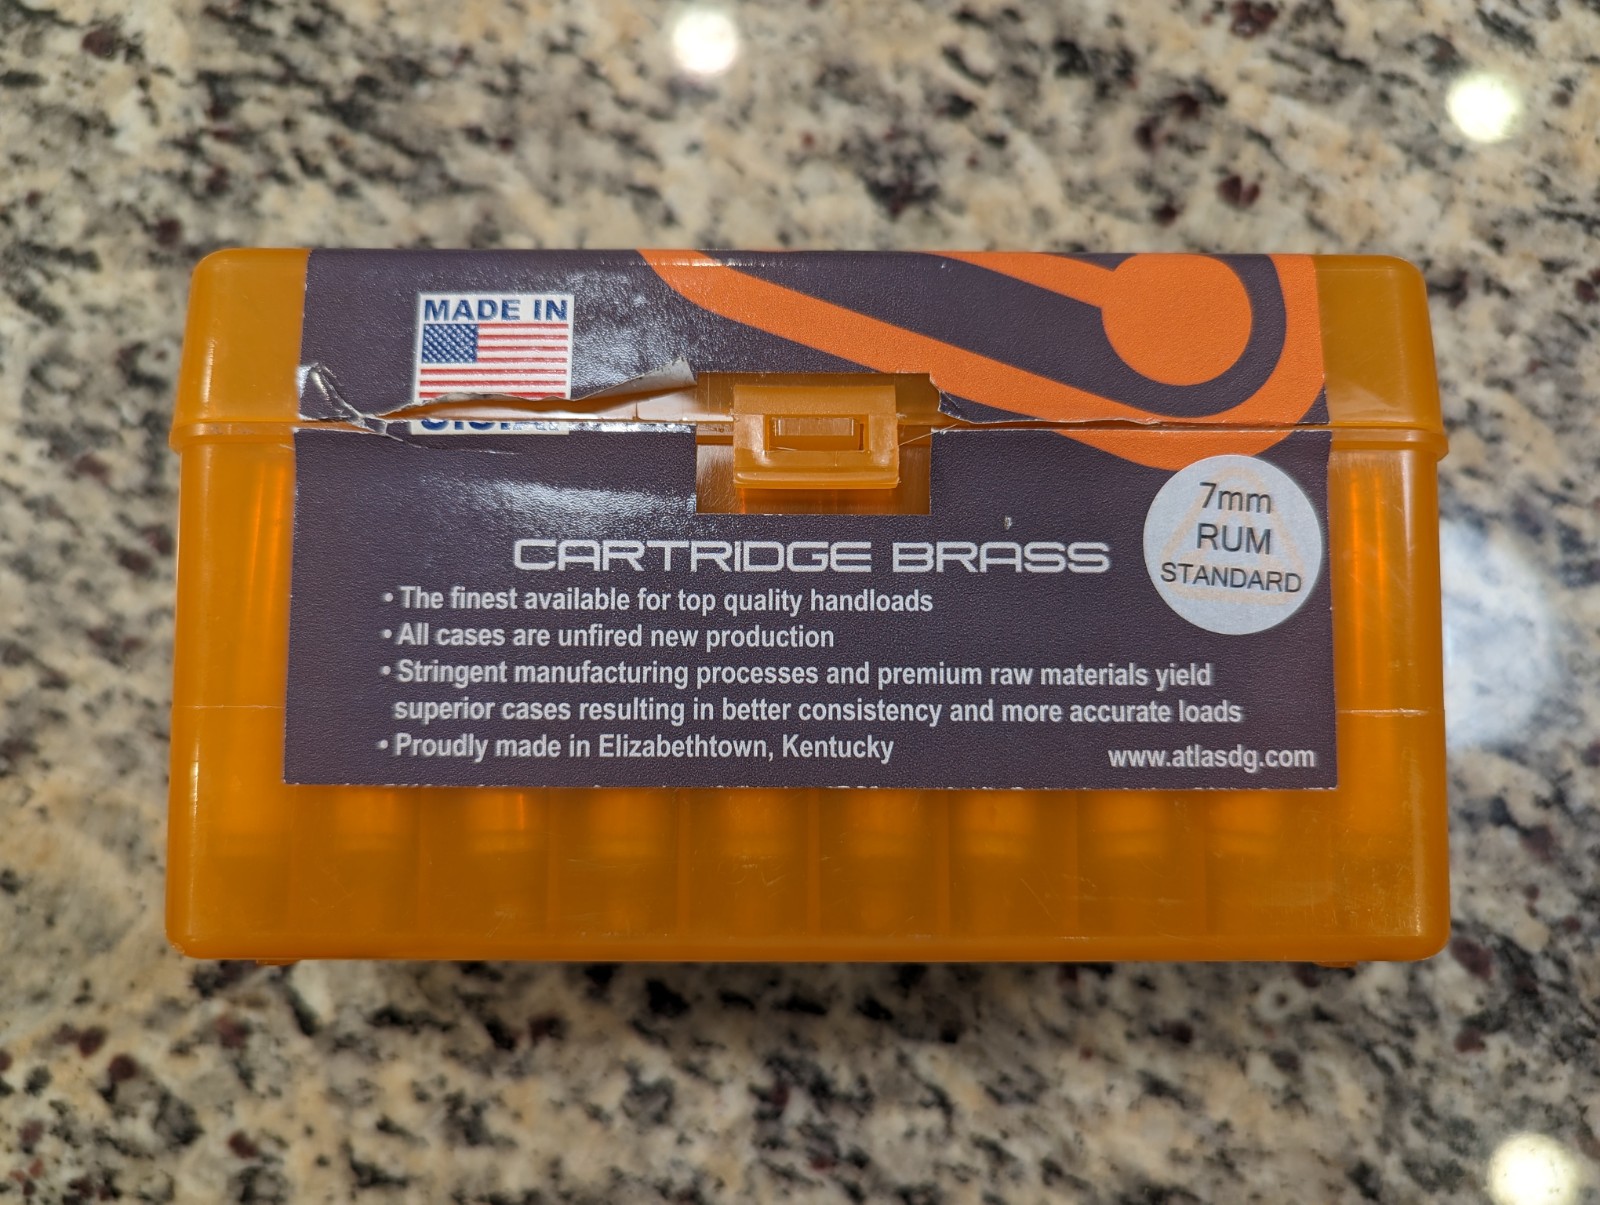 MADE IN
U.S.A.
7mm
RUM
STANDARD
CARTRIDGE BRASS
• The finest available for top quality handloads
• All cases are unfired new production
• Stringent manufacturing processes and premium raw materials yield
superior cases resulting in better consistency and more accurate loads
• Proudly made in Elizabethtown, Kentucky
www.atlasdg.com